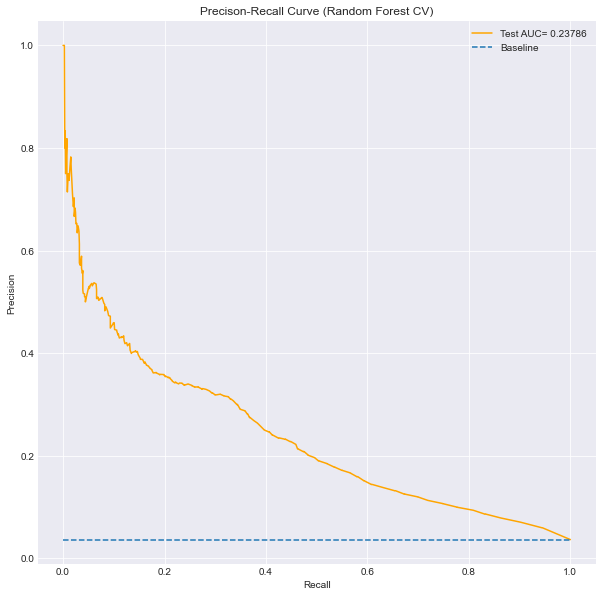 Precison-Recall Curve (Random Forest CV)
Test AUC= 0.23786
Baseline
1.0
0.8
0.6
0.4
0.2
0.0
Precision
0.0 0.2 0.4 0.6 0.8 1.0
Recall